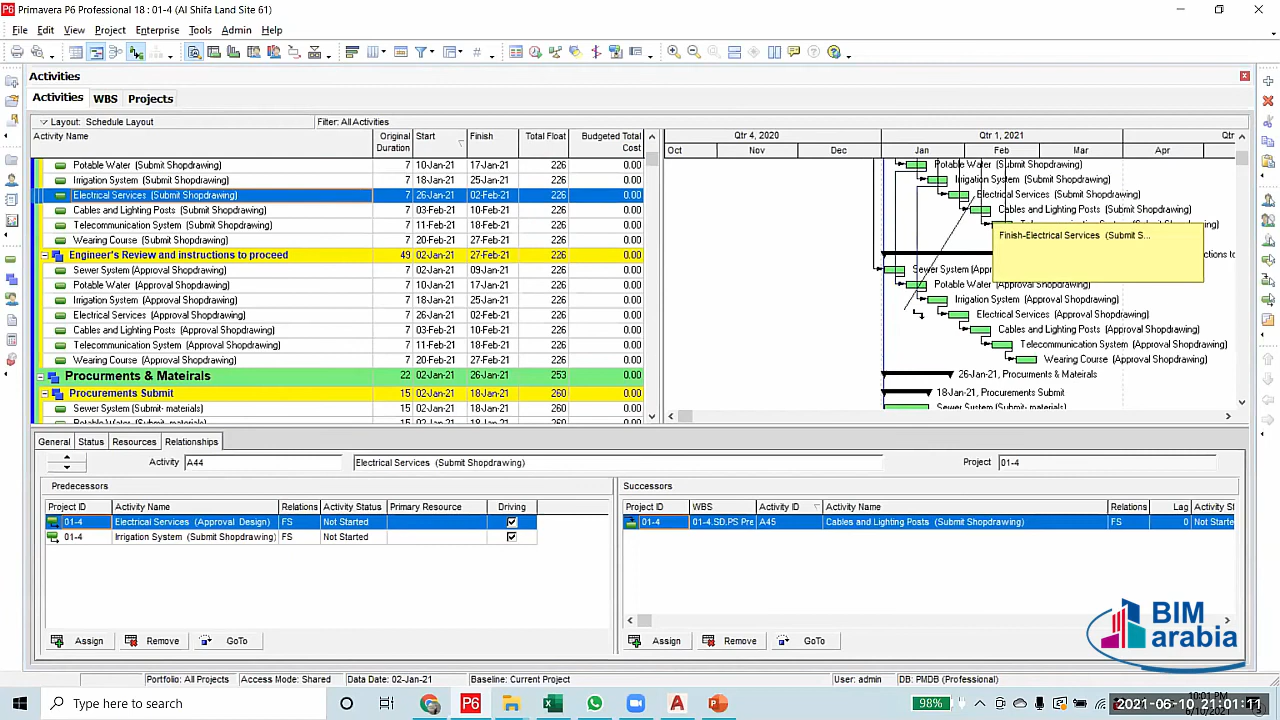 Primavera P6 Professional 18 : 01-4 (Al Shifa Land Site 61)
File Edit View Project Enterprise Tools Admin Help
Activities
Activities WBS Projects
Layout: Schedule Layout Filter: All Activities
Activity Name Original Duration Start Finish Total Float Budgeted Total Cost
Qtr 4, 2020 Qtr 1, 2021 Qtr
Oct Nov Dec Jan Feb Mar Apr
Potable Water (Submit Shopdrawing) 7 10-Jan-21 17-Jan-21 226 0.00 Potable Water (Submit Shopdrawing)
Irrigation System (Submit Shopdrawing) 7 18-Jan-21 25-Jan-21 226 0.00 Irrigation System (Submit Shopdrawing)
Electrical Services (Submit Shopdrawing) 7 26-Jan-21 02-Feb-21 226 0.00 Electrical Services (Submit Shopdrawing)
Cables and Lighting Posts (Submit Shopdrawing) 7 03-Feb-21 10-Feb-21 226 0.00 Cables and Lighting Posts (Submit Shopdrawing)
Telecommunication System (Submit Shopdrawing) 7 11-Feb-21 18-Feb-21 226 0.00
Wearing Course (Submit Shopdrawing) 7 20-Feb-21 27-Feb-21 226 0.00
Finish-Electrical Services (Submit S...
Engineer's Review and instructions to proceed 49 02-Jan-21 27-Feb-21 226 0.00 ctions to
Sewer System (Approval Shopdrawing) 7 02-Jan-21 09-Jan-21 226 0.00 Sewer System (Appr
Potable Water (Approval Shopdrawing) 7 10-Jan-21 17-Jan-21 226 0.00 Potable Water (Approval Shopdrawing)
Irrigation System (Approval Shopdrawing) 7 18-Jan-21 25-Jan-21 226 0.00 Irrigation System (Approval Shopdrawing)
Electrical Services (Approval Shopdrawing) 7 26-Jan-21 02-Feb-21 226 0.00 Electrical Services (Approval Shopdrawing)
Cables and Lighting Posts (Approval Shopdrawing) 7 03-Feb-21 10-Feb-21 226 0.00 Cables and Lighting Posts (Approval Shopdrawing)
Telecommunication System (Approval Shopdrawing) 7 11-Feb-21 18-Feb-21 226 0.00 Telecommunication System (Approval Shopdrawing)
Wearing Course (Approval Shopdrawing) 7 20-Feb-21 27-Feb-21 226 0.00 Wearing Course (Approval Shopdrawing)
Procurments & Mateirals 22 02-Jan-21 26-Jan-21 253 0.00 26-Jan-21, Procurments & Mateirals
Procurements Submit 15 02-Jan-21 18-Jan-21 260 0.00 18-Jan-21, Procurements Submit
Sewer System (Submit- materials) 15 02-Jan-21 18-Jan-21 260 0.00 Sewer System (Submit- materials)
General Status Resources Relationships
Activity A44 Electrical Services (Submit Shopdrawing) Project 01-4
Predecessors
Project ID Activity Name Relations Activity Status Primary Resource Driving
01-4 Electrical Services (Approval Design) FS Not Started
01-4 Irrigation System (Submit Shopdrawing) FS Not Started
Assign Remove GoTo
Successors
Project ID WBS Activity ID Activity Name Relations Lag Activity St
01-4 01-4.SD.PS Pre A45 Cables and Lighting Posts (Submit Shopdrawing) FS 0 Not Starte
Assign Remove GoTo
BIM
arabia
Portfolio: All Projects Access Mode: Shared Data Date: 02-Jan-21 Baseline: Current Project User: admin DB: PMDB (Professional)
Type here to search
98%
10:01 PM
2021-06-10 21:01:11